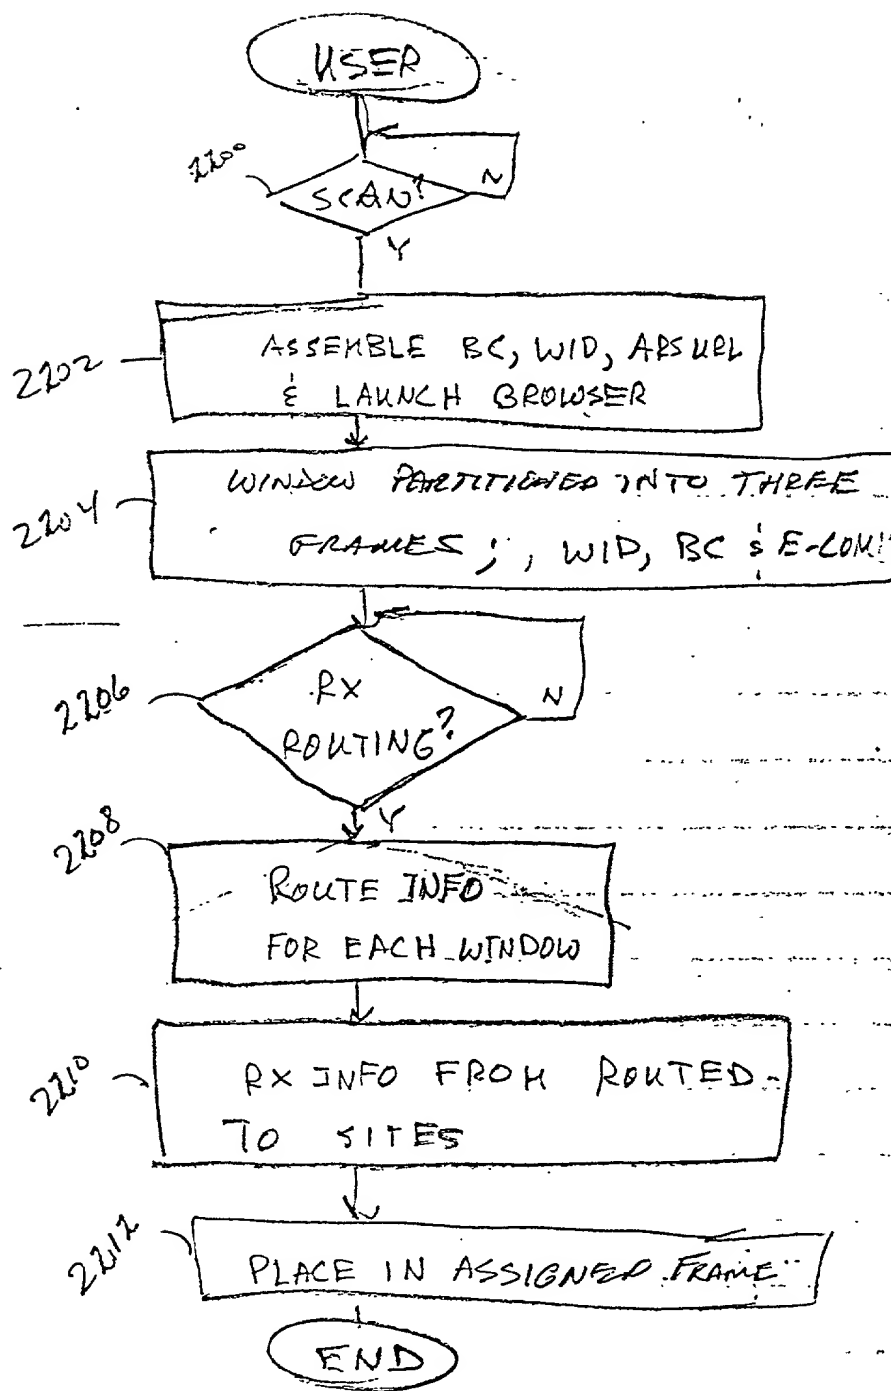 USER
2200
SCAN?
N
Y
2202
ASSEMBLE BC, WID, ARS URL
& LAUNCH BROWSER
2204
WINDOW PARTITIONED INTO THREE
FRAMES ; , WID, BC & E-COM
2206
RX
ROUTING?
N
Y
2208
ROUTE INFO
FOR EACH WINDOW
2210
RX INFO FROM ROUTED-
TO SITES
2212
PLACE IN ASSIGNED FRAME
END